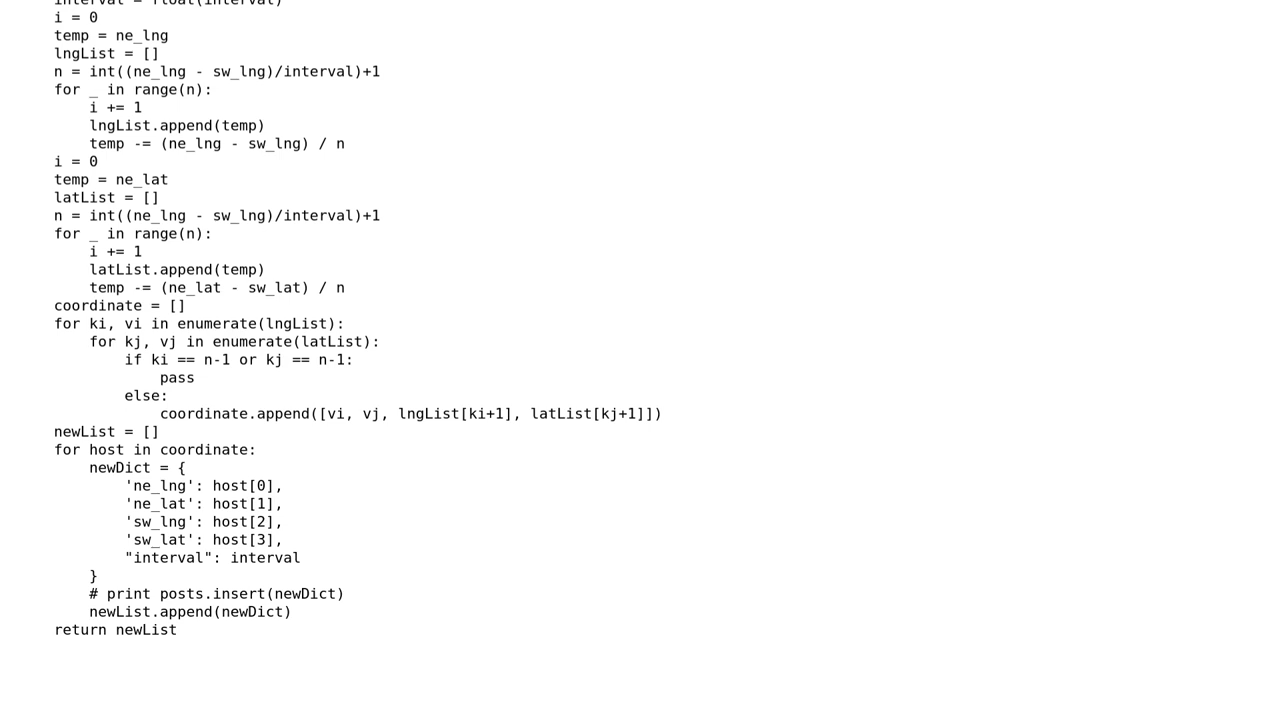 interval = float(interval)
i = 0
temp = ne_lng
lngList = []
n = int((ne_lng - sw_lng)/interval)+1
for _ in range(n):
    i += 1
    lngList.append(temp)
    temp -= (ne_lng - sw_lng) / n
i = 0
temp = ne_lat
latList = []
n = int((ne_lng - sw_lng)/interval)+1
for _ in range(n):
    i += 1
    latList.append(temp)
    temp -= (ne_lat - sw_lat) / n
coordinate = []
for ki, vi in enumerate(lngList):
    for kj, vj in enumerate(latList):
        if ki == n-1 or kj == n-1:
            pass
        else:
            coordinate.append([vi, vj, lngList[ki+1], latList[kj+1]])
newList = []
for host in coordinate:
    newDict = {
        'ne_lng': host[0],
        'ne_lat': host[1],
        'sw_lng': host[2],
        'sw_lat': host[3],
        "interval": interval
    }
    # print posts.insert(newDict)
    newList.append(newDict)
return newList